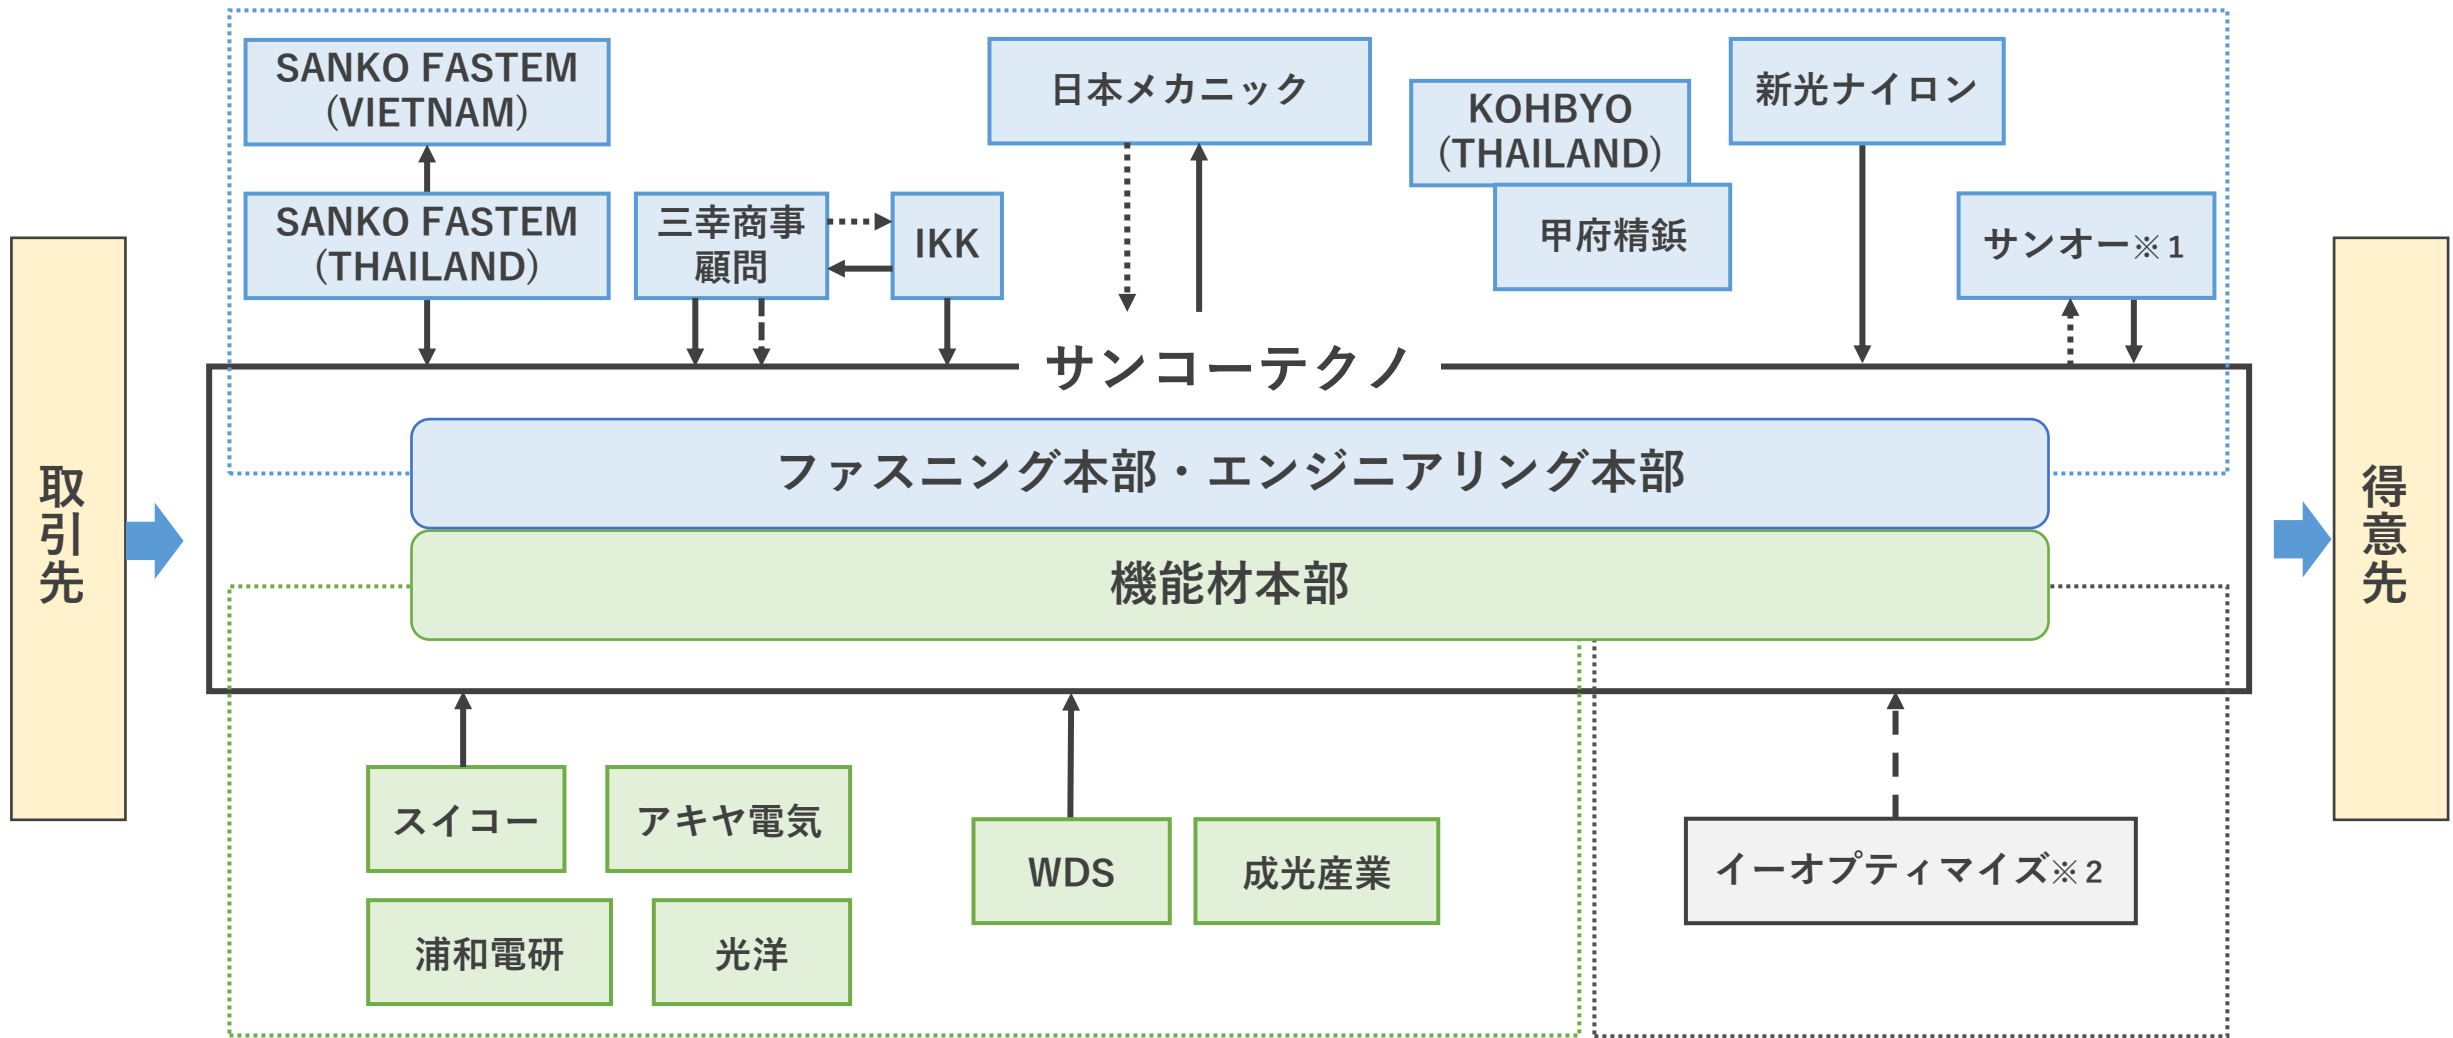 SANKO FASTEM
(VIETNAM)
日本メカニック
KOHBYO
(THAILAND)
新光ナイロン
SANKO FASTEM
(THAILAND)
三幸商事
顧問
IKK
甲府精鋲
サンオー※1
サンコーテクノ
取引先
ファスニング本部・エンジニアリング本部
機能材本部
得意先
スイコー
アキヤ電気
WDS
成光産業
イーオプティマイズ※2
浦和電研
光洋